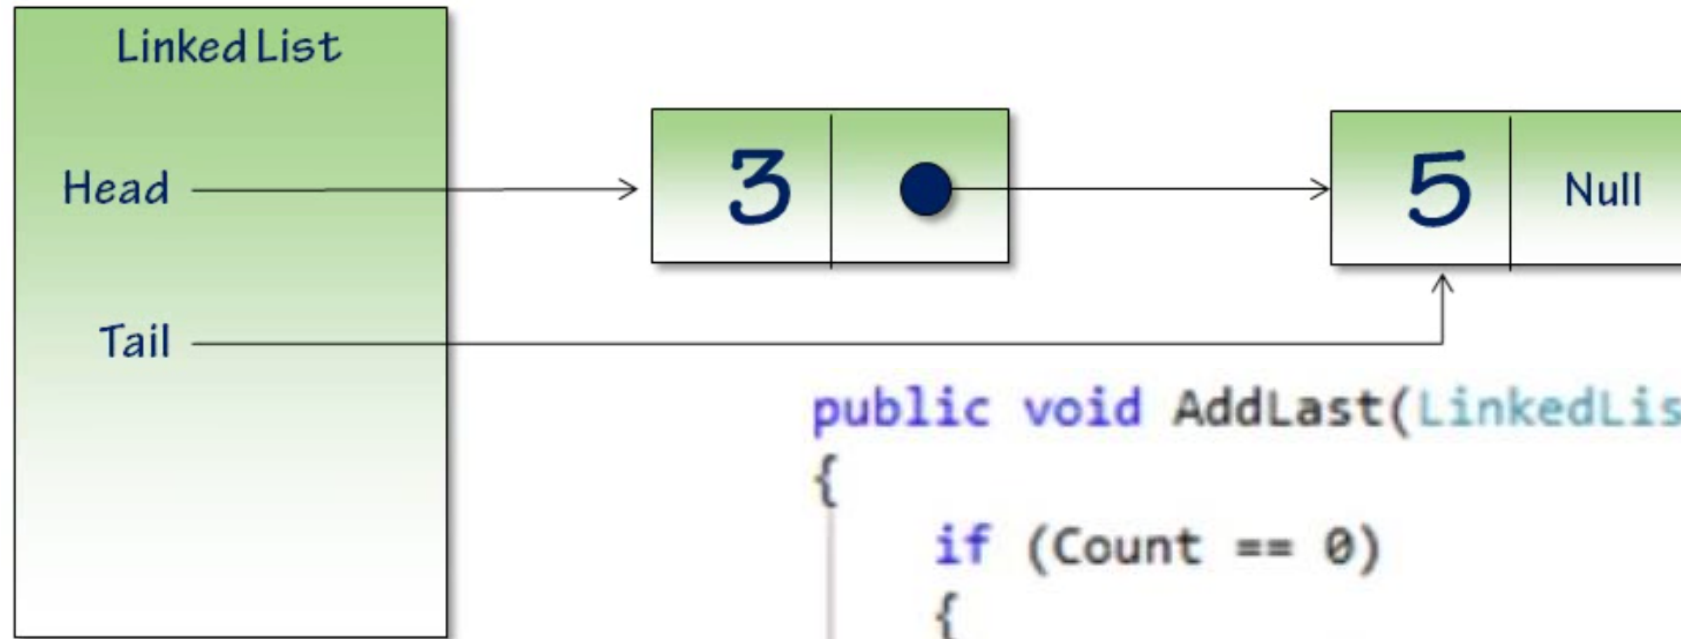 Linked List
Head
3
5
Null
Tail
public void AddLast(LinkedLis
{
if (Count == 0)
{